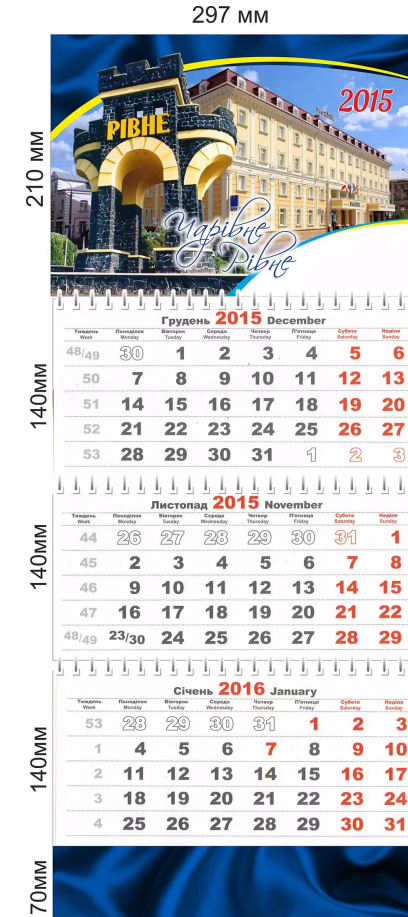 297 мм
210 мм
2015
РІВНЕ
Чарівне
Рівне
140мм
Грудень 2015 December
Тиждень Понеділок Вівторок Середа Четвер П'ятниця Субота Неділя
Week Monday Tuesday Wednesday Thursday Friday Saturday Sunday
48/49 30 1 2 3 4 5 6
50 7 8 9 10 11 12 13
51 14 15 16 17 18 19 20
52 21 22 23 24 25 26 27
53 28 29 30 31 1 2 3
140мм
Листопад 2015 November
Тиждень Понеділок Вівторок Середа Четвер П'ятниця Субота Неділя
Week Monday Tuesday Wednesday Thursday Friday Saturday Sunday
44 26 27 28 29 30 31 1
45 2 3 4 5 6 7 8
46 9 10 11 12 13 14 15
47 16 17 18 19 20 21 22
48/49 23/30 24 25 26 27 28 29
140мм
Січень 2016 January
Тиждень Понеділок Вівторок Середа Четвер П'ятниця Субота Неділя
Week Monday Tuesday Wednesday Thursday Friday Saturday Sunday
53 28 29 30 31 1 2 3
1 4 5 6 7 8 9 10
2 11 12 13 14 15 16 17
3 18 19 20 21 22 23 24
4 25 26 27 28 29 30 31
70мм